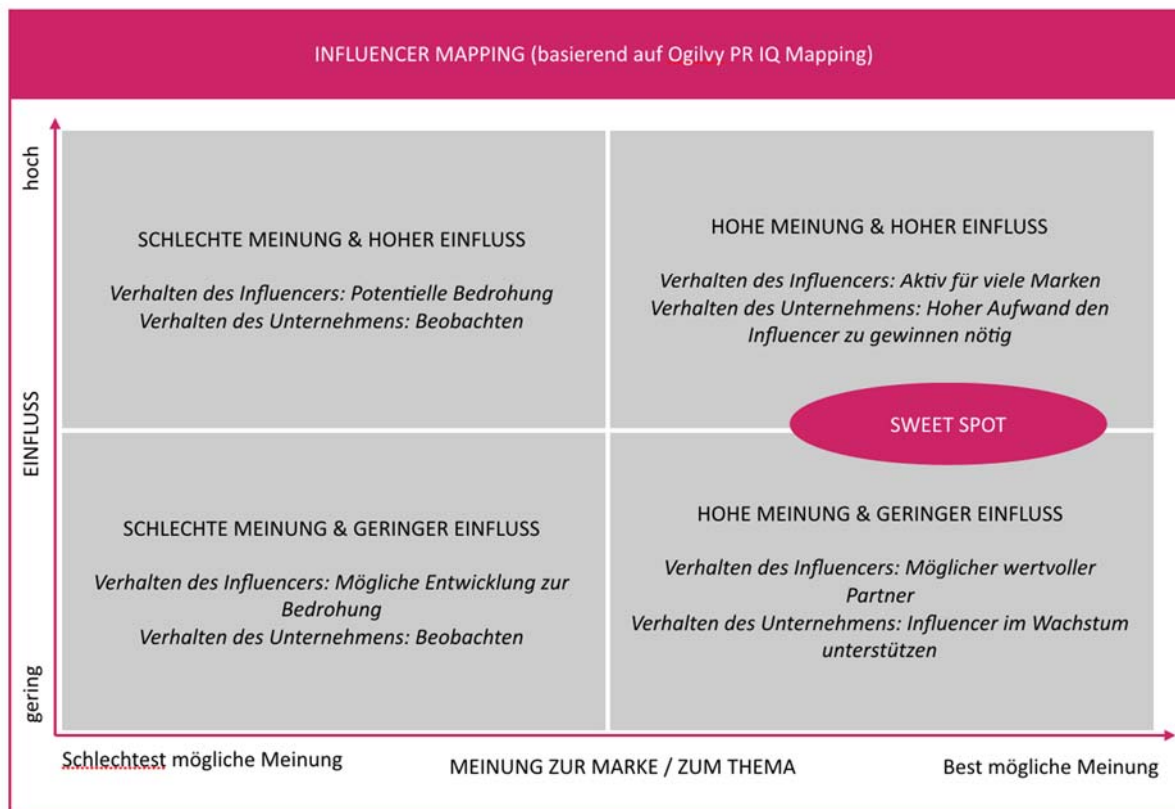 INFLUENCER MAPPING (basierend auf Ogilvy PR IQ Mapping)
hoch
EINFLUSS
gering
SCHLECHTE MEINUNG & HOHER EINFLUSS
Verhalten des Influencers: Potentielle Bedrohung
Verhalten des Unternehmens: Beobachten
HOHE MEINUNG & HOHER EINFLUSS
Verhalten des Influencers: Aktiv für viele Marken
Verhalten des Unternehmens: Hoher Aufwand den
Influencer zu gewinnen nötig
SWEET SPOT
SCHLECHTE MEINUNG & GERINGER EINFLUSS
Verhalten des Influencers: Mögliche Entwicklung zur
Bedrohung
Verhalten des Unternehmens: Beobachten
HOHE MEINUNG & GERINGER EINFLUSS
Verhalten des Influencers: Möglicher wertvoller
Partner
Verhalten des Unternehmens: Influencer im Wachstum
unterstützen
Schlechtest mögliche Meinung
MEINUNG ZUR MARKE / ZUM THEMA
Best mögliche Meinung